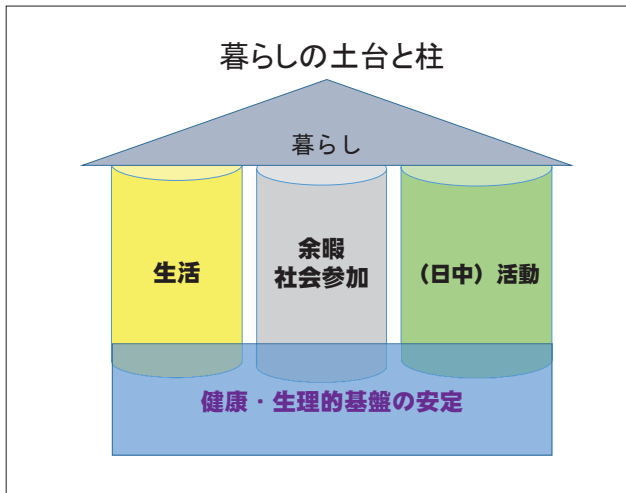 暮らしの土台と柱
暮らし
生活
余暇
社会参加
（日中）活動
健康・生理的基盤の安定